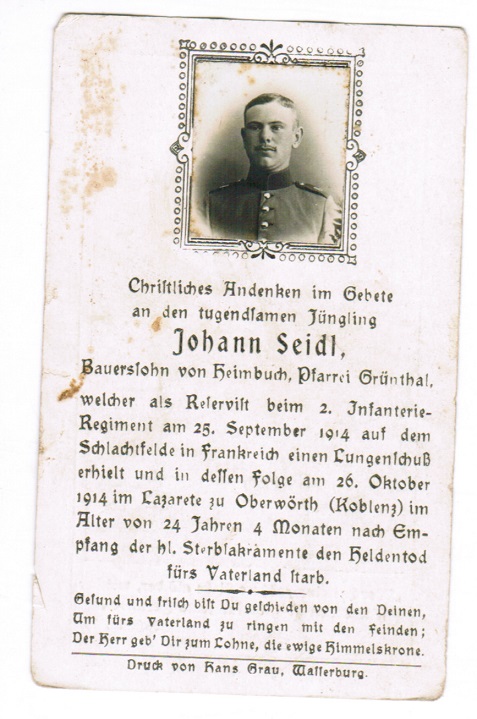 Chriſtliches Andenken im Gebete
an den tugendſamen Jüngling
Johann Seidl,
Bauersſohn von Heimbuch, Pfarrei Grünthal,
welcher als Reſerviſt beim 2. Infanterie-
Regiment am 25. September 1914 auf dem
Schlachtfelde in Frankreich einen Lungenſchuß
erhielt und in deſſen Folge am 26. Oktober
1914 im Lazarete zu Oberwörth (Koblenz) im
Alter von 24 Jahren 4 Monaten nach Em-
pfang der hl. Sterbſakramente den Heldentod
fürs Vaterland ſtarb.
Geſund und friſch biſt Du geſchieden von den Deinen,
Um fürs Vaterland zu ringen mit den Feinden;
Der Herr geb' Dir zum Lohne, die ewige Himmelskrone.
Druck von Hans Grau, Waſſerburg.